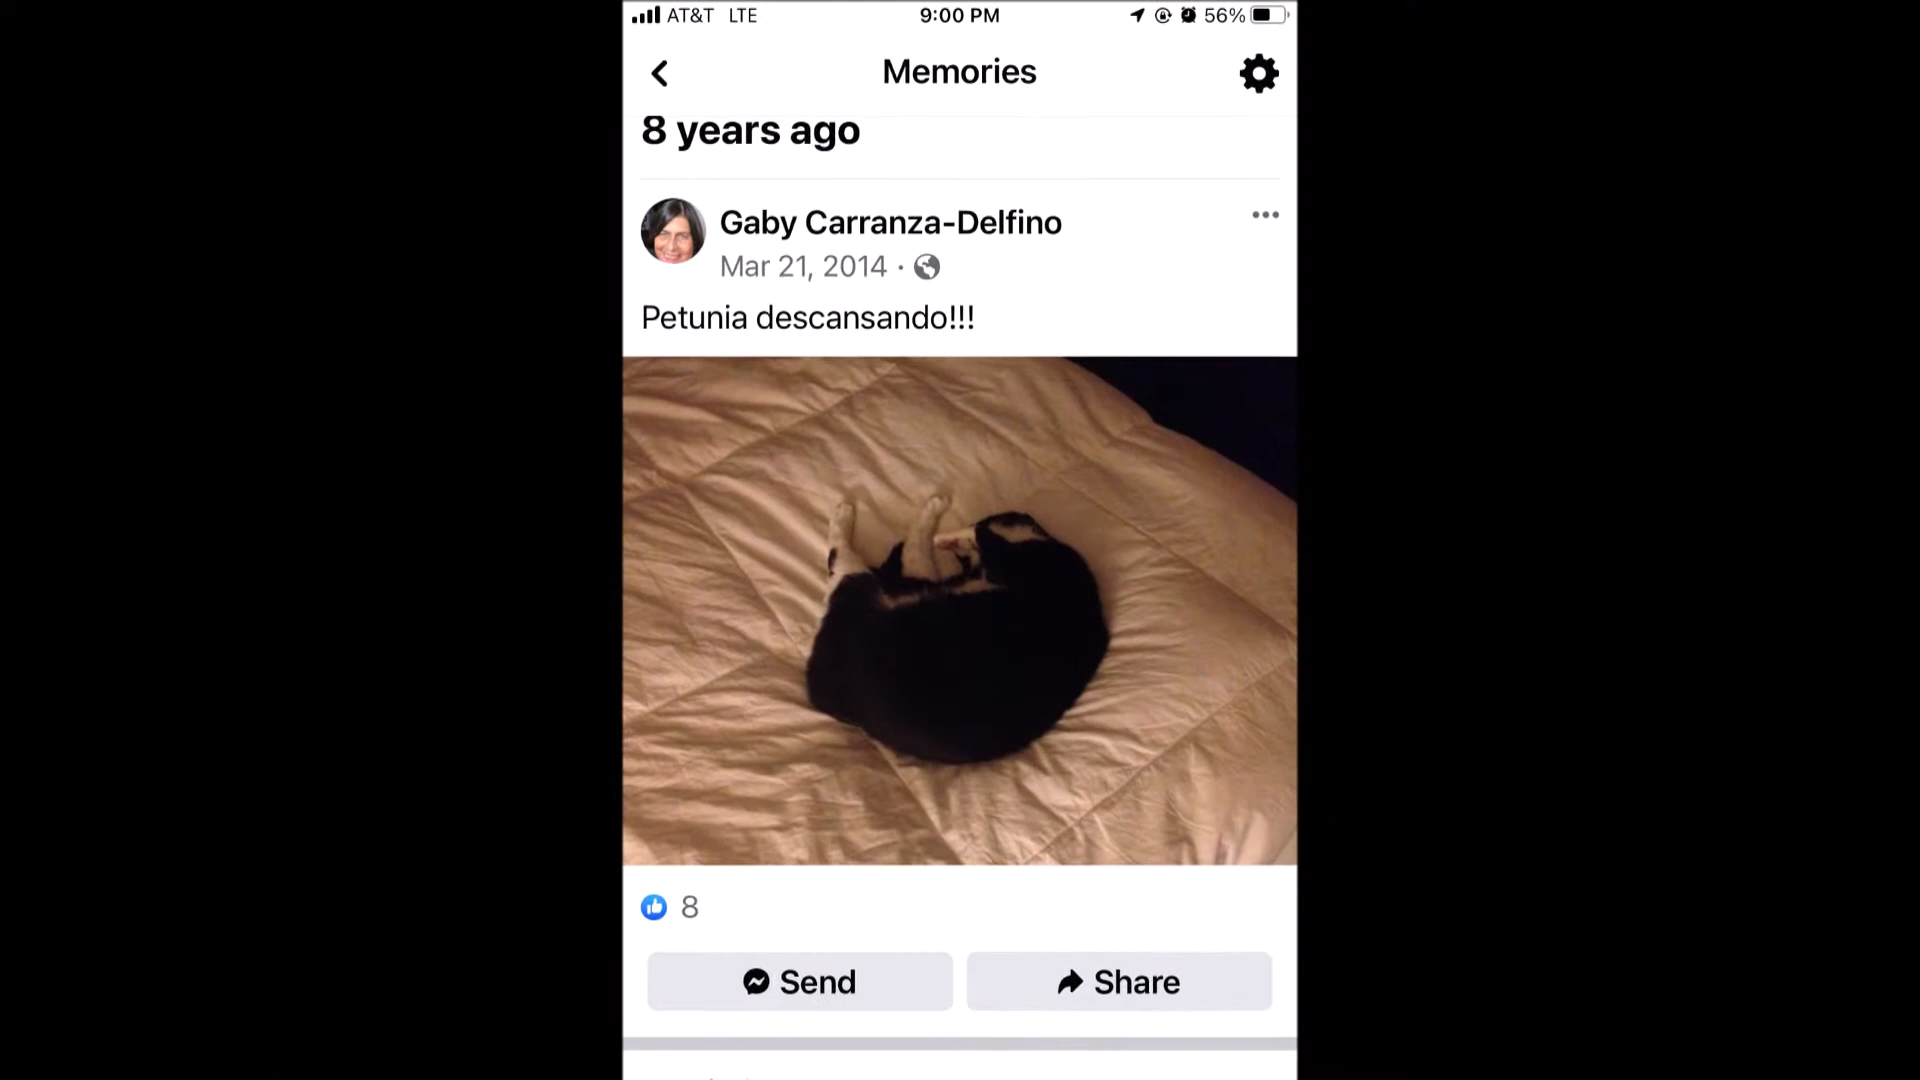 AT&T LTE 9:00 PM 56%
Memories
8 years ago
Gaby Carranza-Delfino
Mar 21, 2014 ·
Petunia descansando!!!
8
Send Share